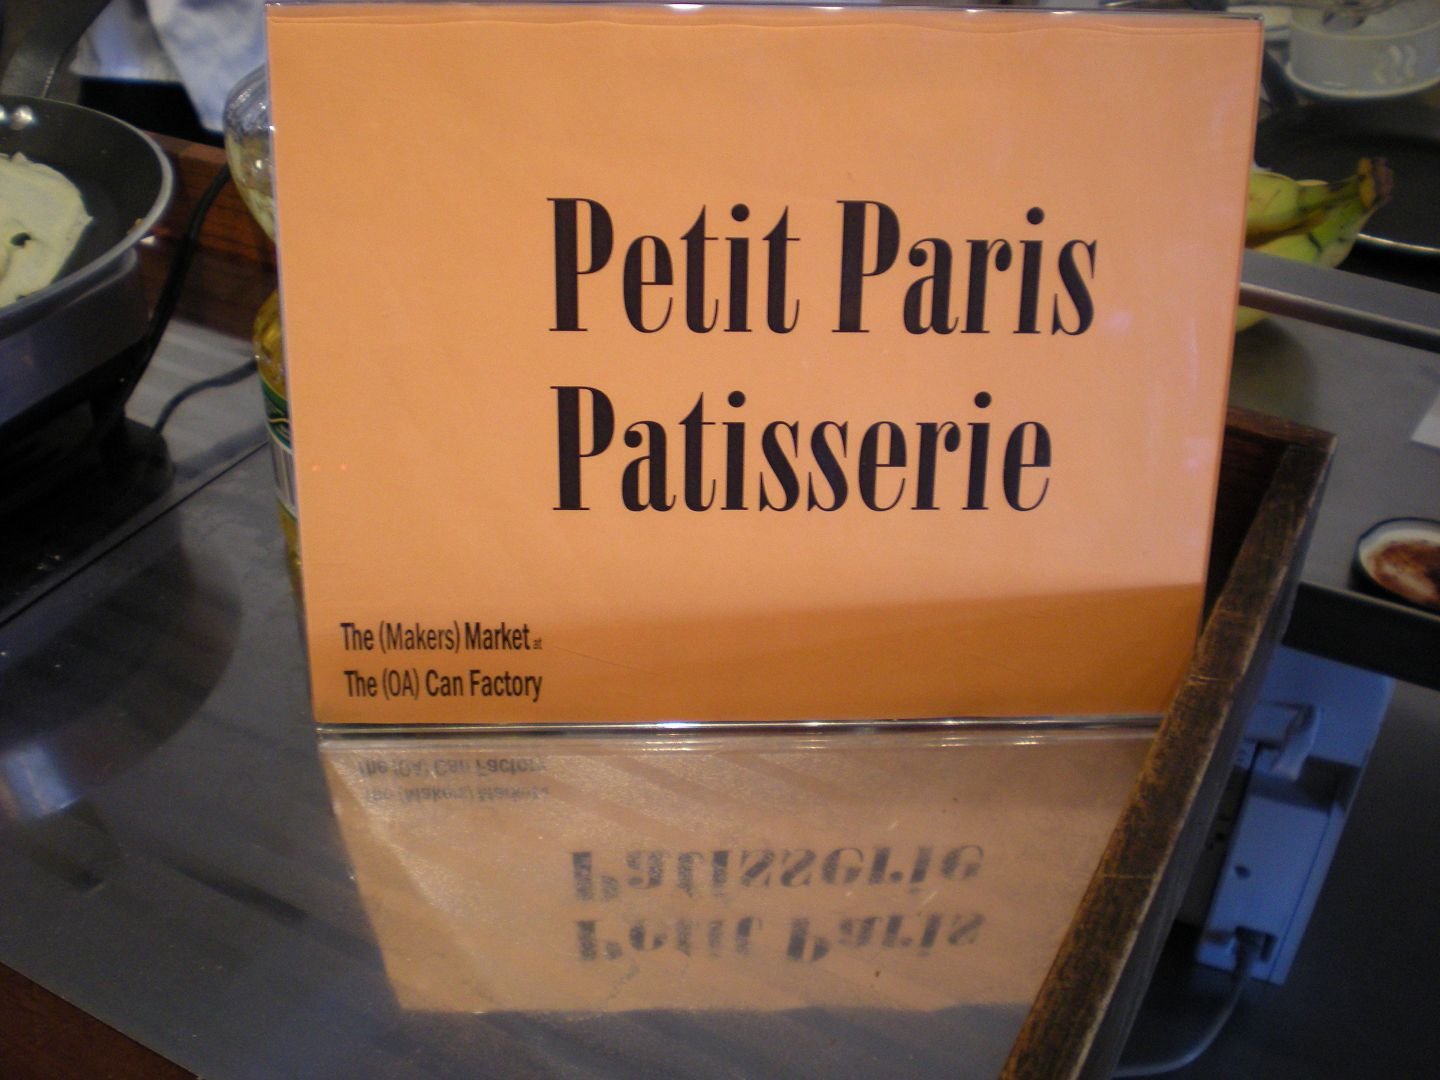 Petit Paris
Patisserie
The (Makers) Market at
The (OA) Can Factory